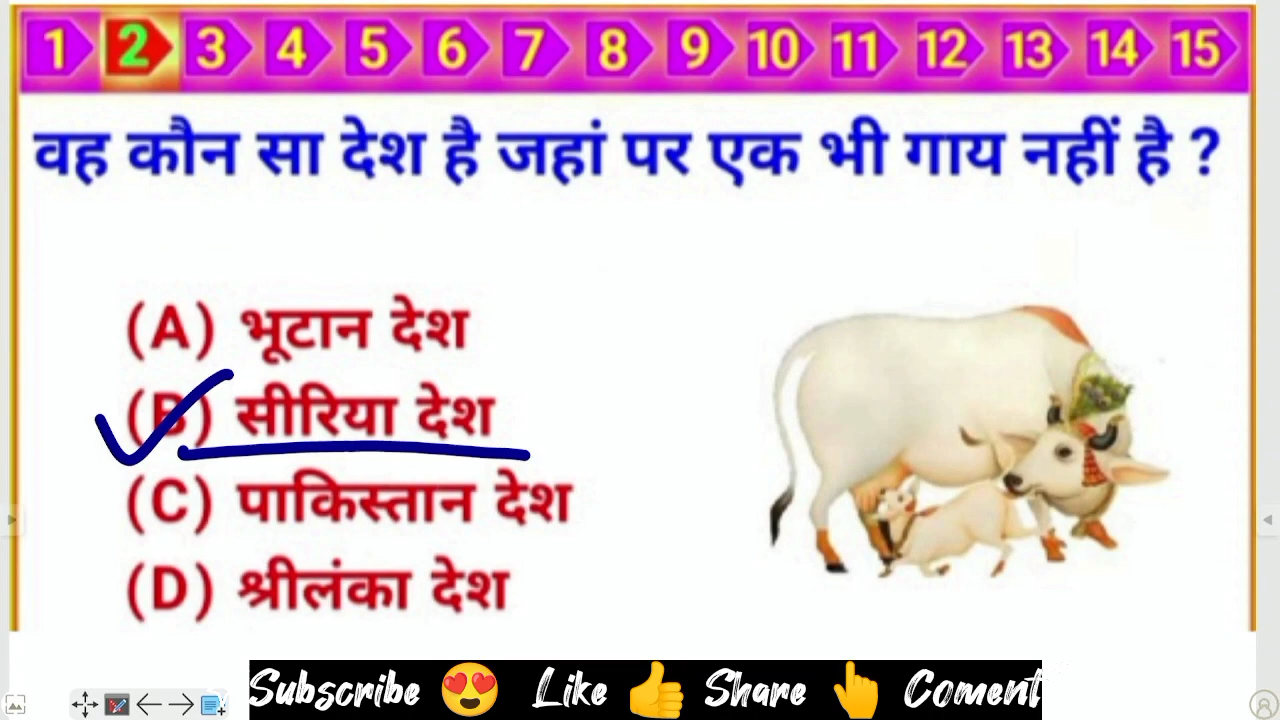 1 2 3 4 5 6 7 8 9 10 11 12 13 14 15
वह कौन सा देश है जहां पर एक भी गाय नहीं है ?
(A) भूटान देश
(B) सीरिया देश
(C) पाकिस्तान देश
(D) श्रीलंका देश
Subscribe 😍 Like 👍 Share 👆 Coment